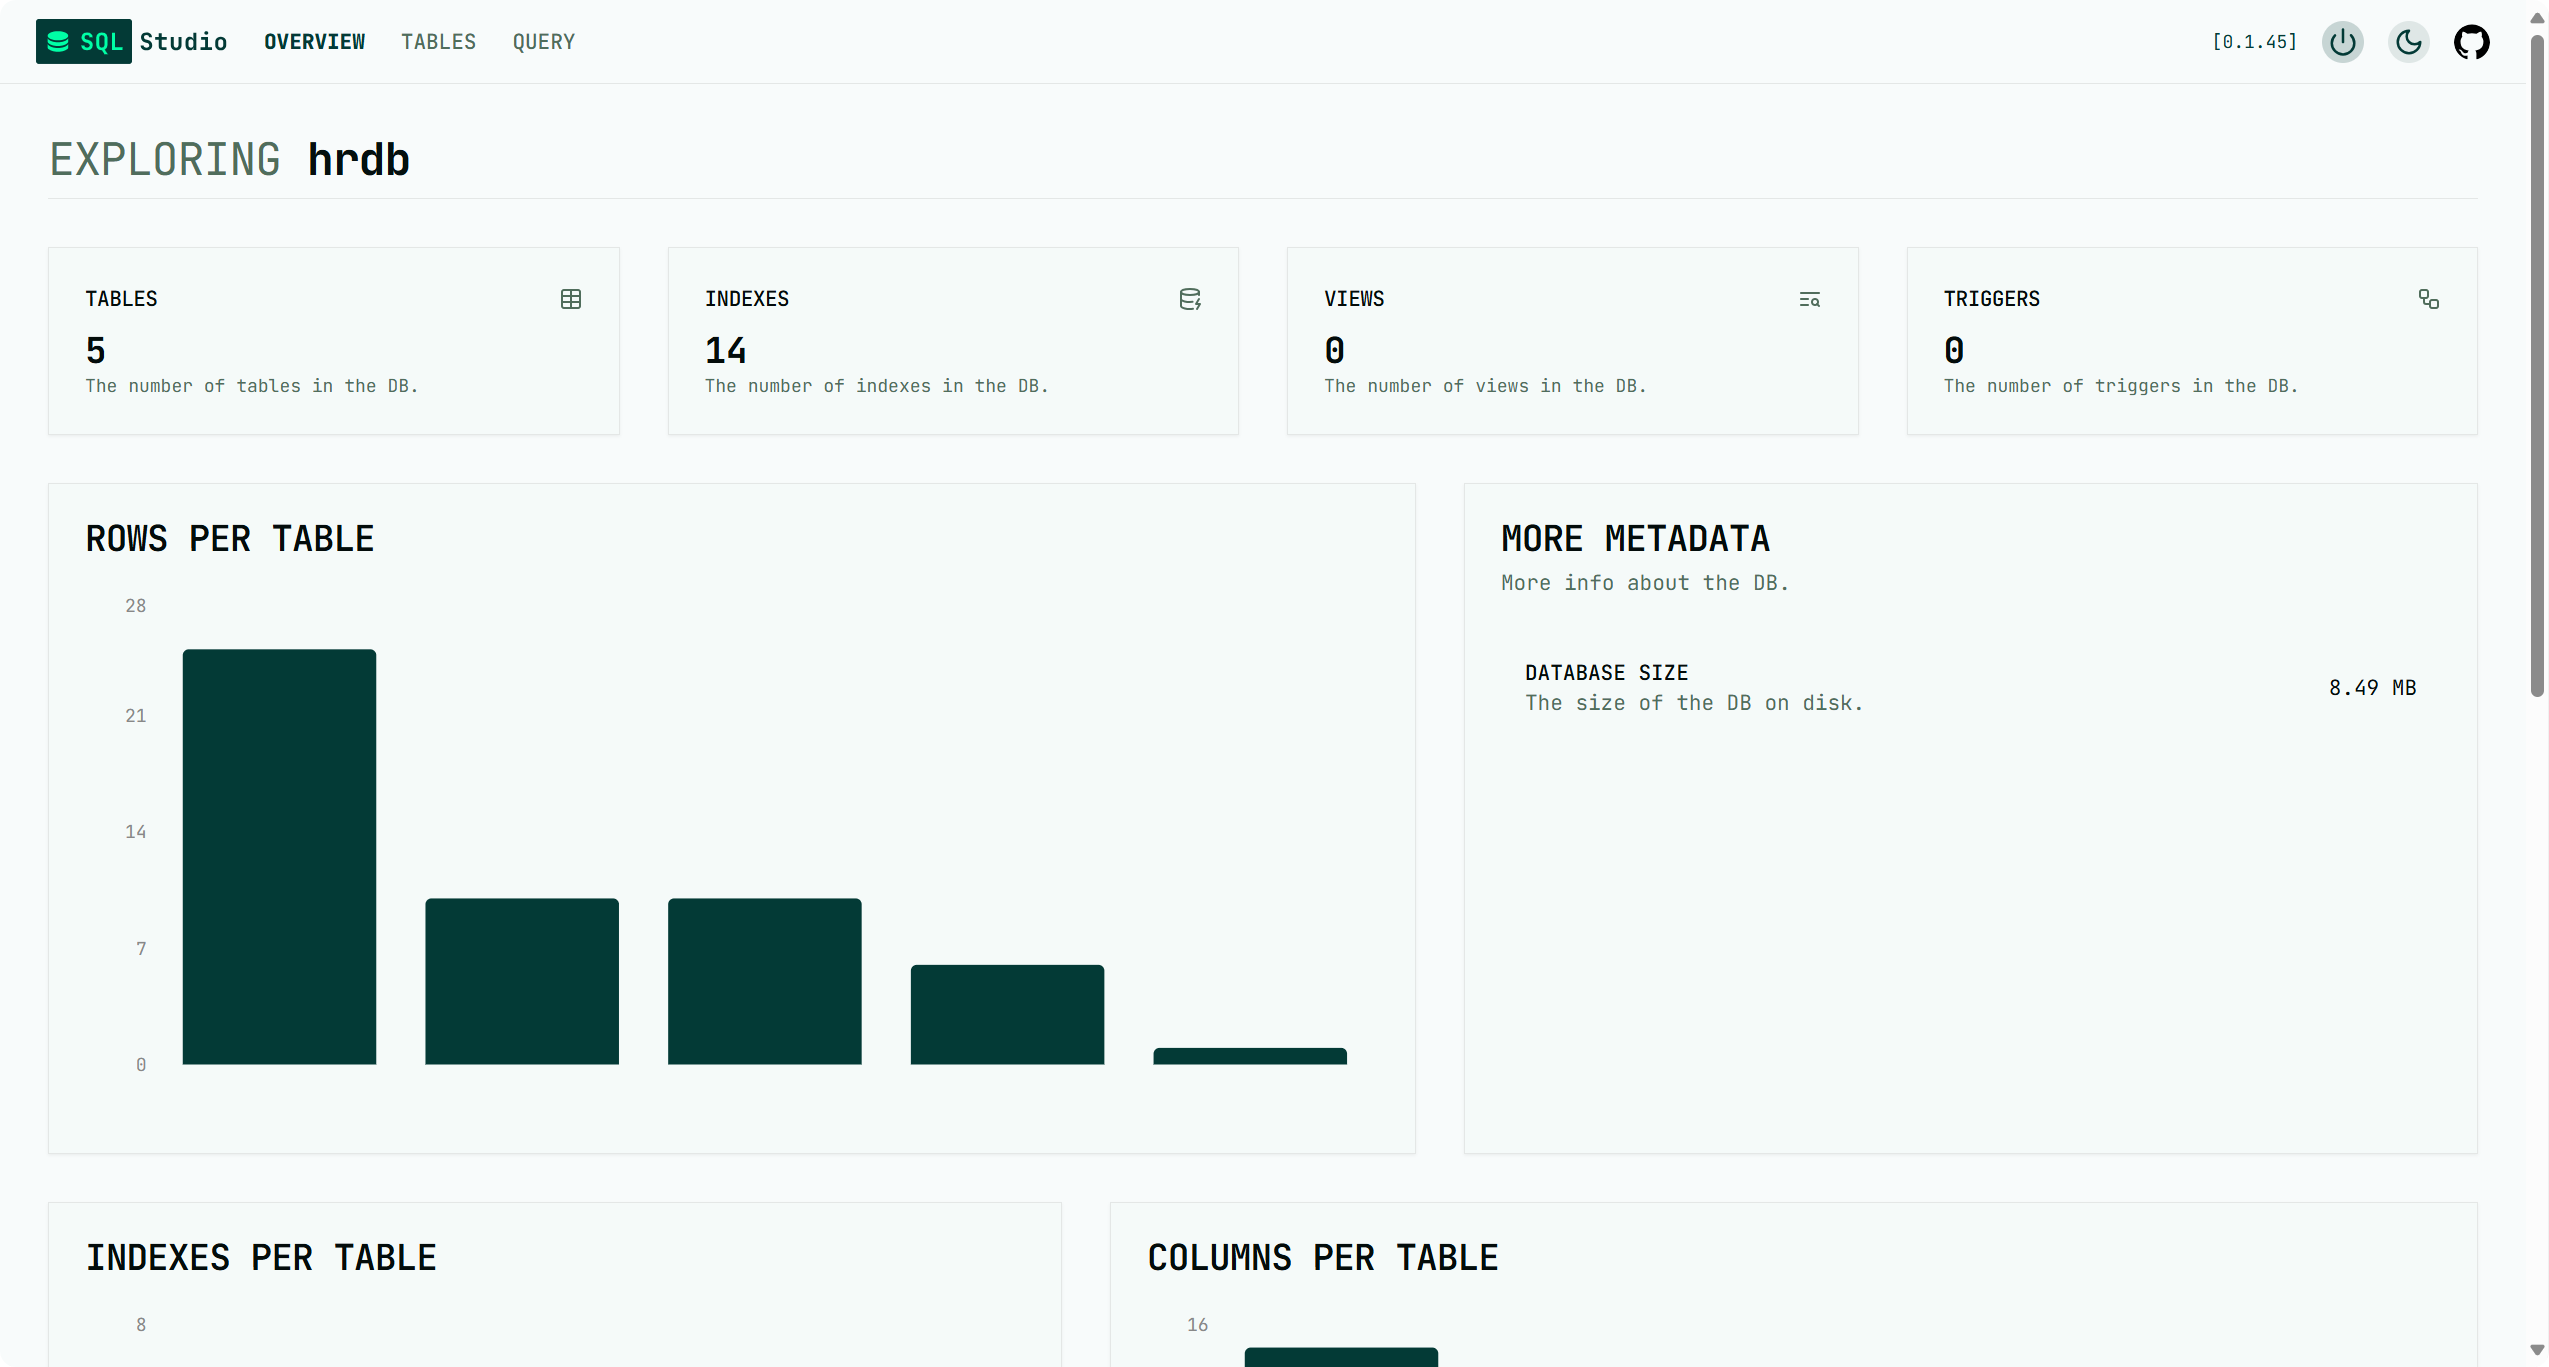 SQL Studio OVERVIEW TABLES QUERY [0.1.45]
EXPLORING hrdb
TABLES
5
The number of tables in the DB.
INDEXES
14
The number of indexes in the DB.
VIEWS
0
The number of views in the DB.
TRIGGERS
0
The number of triggers in the DB.
ROWS PER TABLE
28
21
14
7
0
MORE METADATA
More info about the DB.
DATABASE SIZE
The size of the DB on disk.
8.49 MB
INDEXES PER TABLE
8
COLUMNS PER TABLE
16